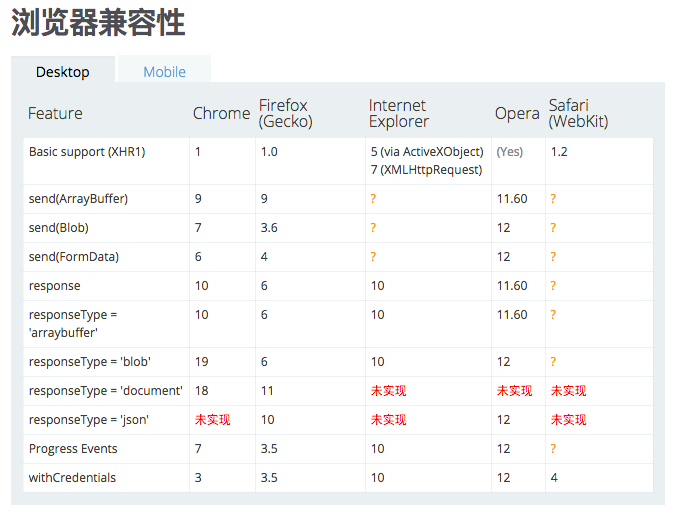 浏览器兼容性
Desktop Mobile
Feature Chrome Firefox (Gecko) Internet Explorer Opera Safari (WebKit)
Basic support (XHR1) 1 1.0 5 (via ActiveXObject) (Yes) 1.2
7 (XMLHttpRequest)
send(ArrayBuffer) 9 9 ? 11.60 ?
send(Blob) 7 3.6 ? 12 ?
send(FormData) 6 4 ? 12 ?
response 10 6 10 11.60 ?
responseType = 10 6 10 11.60 ?
'arraybuffer'
responseType = 'blob' 19 6 10 12 ?
responseType = 'document' 18 11 未实现 未实现 未实现
responseType = 'json' 未实现 10 未实现 12 未实现
Progress Events 7 3.5 10 12 ?
withCredentials 3 3.5 10 12 4